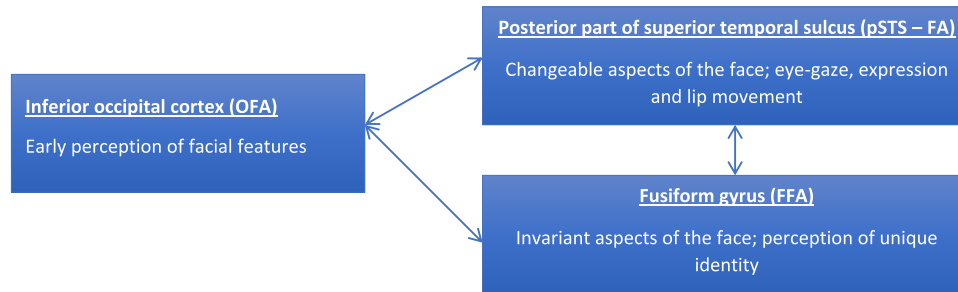 Inferior occipital cortex (OFA)
Early perception of facial features
Posterior part of superior temporal sulcus (pSTS – FA)
Changeable aspects of the face; eye-gaze, expression
and lip movement
Fusiform gyrus (FFA)
Invariant aspects of the face; perception of unique
identity